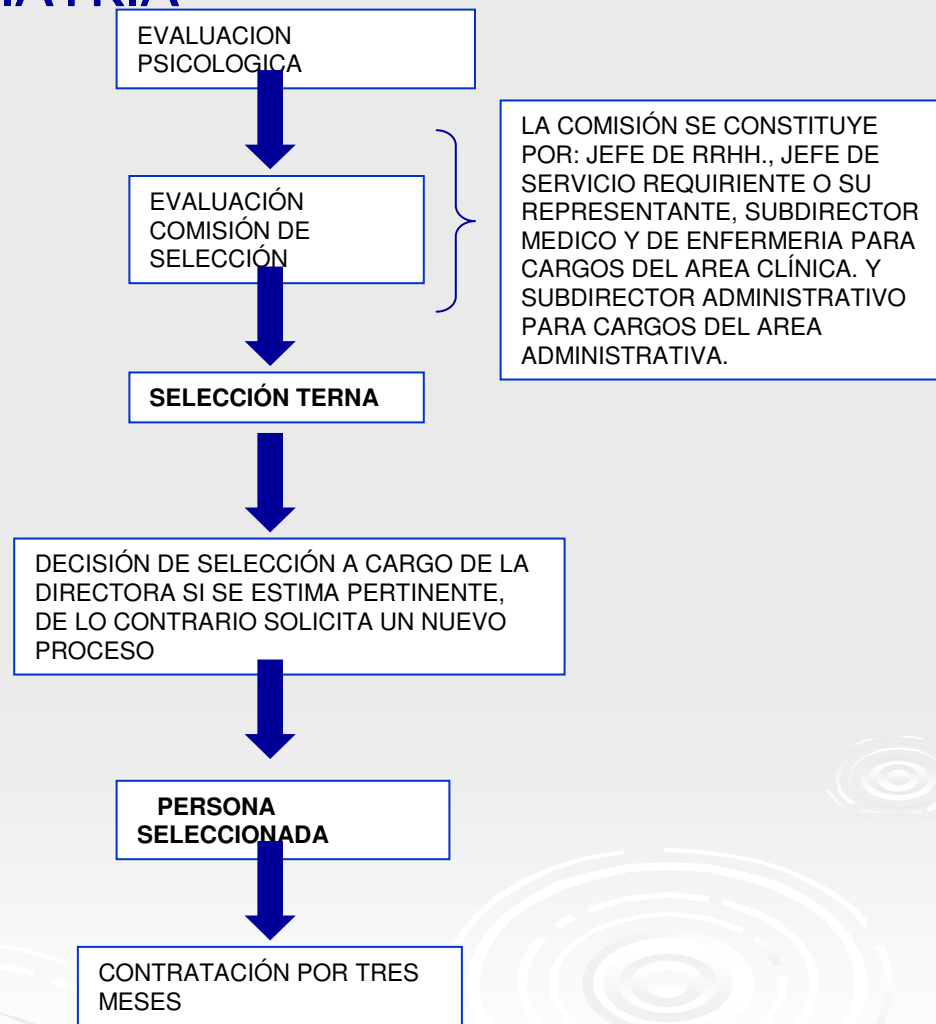 EVALUACION
PSICOLOGICA
EVALUACIÓN
COMISIÓN DE
SELECCIÓN
LA COMISIÓN SE CONSTITUYE
POR: JEFE DE RRHH., JEFE DE
SERVICIO REQUIRIENTE O SU
REPRESENTANTE, SUBDIRECTOR
MEDICO Y DE ENFERMERIA PARA
CARGOS DEL AREA CLÍNICA. Y
SUBDIRECTOR ADMINISTRATIVO
PARA CARGOS DEL AREA
ADMINISTRATIVA.
SELECCIÓN TERNA
DECISIÓN DE SELECCIÓN A CARGO DE LA
DIRECTORA SI SE ESTIMA PERTINENTE,
DE LO CONTRARIO SOLICITA UN NUEVO
PROCESO
PERSONA
SELECCIONADA
CONTRATACIÓN POR TRES
MESES